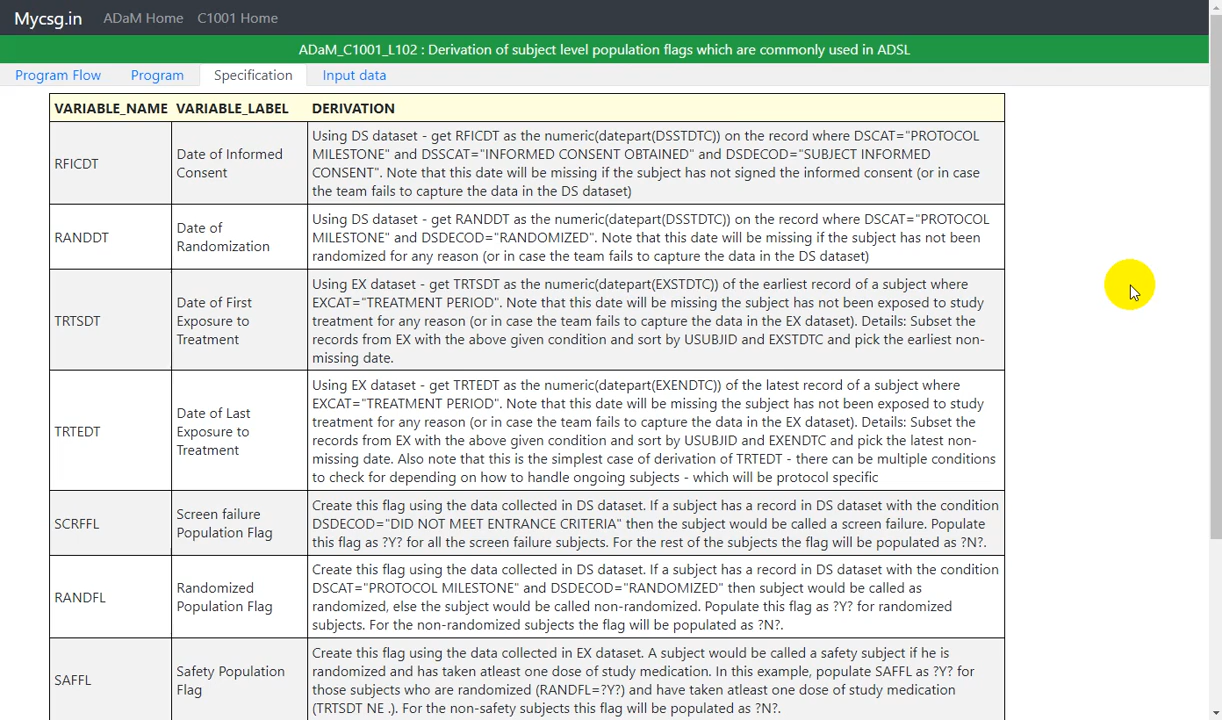 Mycsg.in ADaM Home C1001 Home
ADaM_C1001_L102 : Derivation of subject level population flags which are commonly used in ADSL
Program Flow Program Specification Input data
VARIABLE_NAME VARIABLE_LABEL DERIVATION
RFICDT
Date of Informed
Consent
Using DS dataset - get RFICDT as the numeric(datepart(DSSTDTC)) on the record where DSCAT="PROTOCOL
MILESTONE" and DSSCAT="INFORMED CONSENT OBTAINED" and DSDECOD="SUBJECT INFORMED
CONSENT". Note that this date will be missing if the subject has not signed the informed consent (or in case
the team fails to capture the data in the DS dataset)
RANDDT
Date of
Randomization
Using DS dataset - get RANDDT as the numeric(datepart(DSSTDTC)) on the record where DSCAT="PROTOCOL
MILESTONE" and DSDECOD="RANDOMIZED". Note that this date will be missing if the subject has not been
randomized for any reason (or in case the team fails to capture the data in the DS dataset)
TRTSDT
Date of First
Exposure to
Treatment
Using EX dataset - get TRTSDT as the numeric(datepart(EXSTDTC)) of the earliest record of a subject where
EXCAT="TREATMENT PERIOD". Note that this date will be missing the subject has not been exposed to study
treatment for any reason (or in case the team fails to capture the data in the EX dataset). Details: Subset the
records from EX with the above given condition and sort by USUBJID and EXSTDTC and pick the earliest non-
missing date.
TRTEDT
Date of Last
Exposure to
Treatment
Using EX dataset - get TRTEDT as the numeric(datepart(EXENDTC)) of the latest record of a subject where
EXCAT="TREATMENT PERIOD". Note that this date will be missing the subject has not been exposed to study
treatment for any reason (or in case the team fails to capture the data in the EX dataset). Details: Subset the
records from EX with the above given condition and sort by USUBJID and EXENDTC and pick the latest non-
missing date. Also note that this is the simplest case of derivation of TRTEDT - there can be multiple conditions
to check for depending on how to handle ongoing subjects - which will be protocol specific
SCRFFL
Screen failure
Population Flag
Create this flag using the data collected in DS dataset. If a subject has a record in DS dataset with the condition
DSDECOD="DID NOT MEET ENTRANCE CRITERIA" then the subject would be called a screen failure. Populate
this flag as ?Y? for all the screen failure subjects. For the rest of the subjects the flag will be populated as ?N?.
RANDFL
Randomized
Population Flag
Create this flag using the data collected in DS dataset. If a subject has a record in DS dataset with the condition
DSCAT="PROTOCOL MILESTONE" and DSDECOD="RANDOMIZED" then subject would be called as
randomized, else the subject would be called non-randomized. Populate this flag as ?Y? for randomized
subjects. For the non-randomized subjects the flag will be populated as ?N?.
SAFFL
Safety Population
Flag
Create this flag using the data collected in EX dataset. A subject would be called a safety subject if he is
randomized and has taken atleast one dose of study medication. In this example, populate SAFFL as ?Y? for
those subjects who are randomized (RANDFL=?Y?) and have taken atleast one dose of study medication
(TRTSDT NE .). For the non-safety subjects this flag will be populated as ?N?.